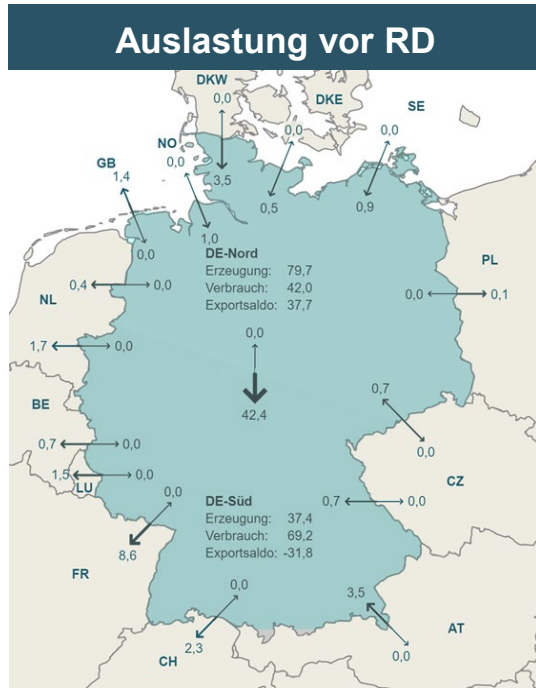 Auslastung vor RD
DKW
0,0
DKE
SE
NO
0,0
0,0
0,0
GB
1,4
3,5
0,5
0,9
1,0
0,0
DE-Nord
Erzeugung: 79,7
Verbrauch: 42,0
Exportsaldo: 37,7
PL
NL
0,4
0,0
0,0
0,1
1,7
0,0
0,0
42,4
BE
0,7
0,0
0,7
0,0
CZ
1,5
0,0
LU
0,0
DE-Süd
Erzeugung: 37,4
Verbrauch: 69,2
Exportsaldo: -31,8
0,7
0,0
8,6
FR
0,0
3,5
2,3
CH
0,0
AT